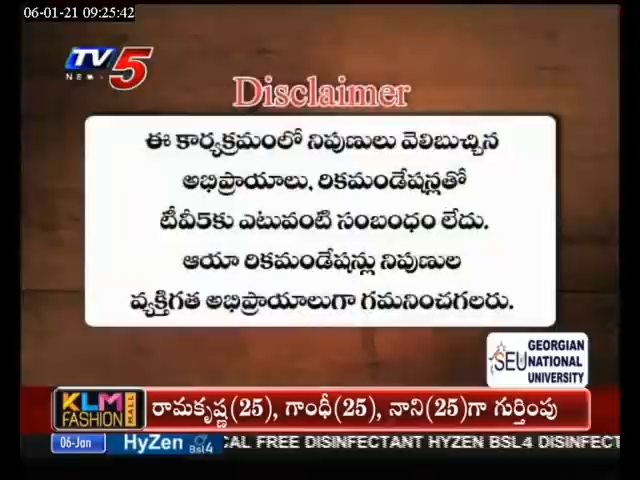 06-01-21 09:25:42
TV5
NEWS
Disclaimer
ఈ కార్యక్రమంలో నిపుణులు వెలిబుచ్చిన
అభిప్రాయాలు, రికమండేషన్లతో
టీవీ5కు ఎటువంటి సంబంధం లేదు.
ఆయా రికమండేషన్లు నిపుణుల
వ్యక్తిగత అభిప్రాయాలుగా గమనించగలరు.
SEU GEORGIAN
NATIONAL
UNIVERSITY
KLM
FASHION
MALL
రామకృష్ణ(25), గాంధీ(25), నాని(25)గా గుర్తింపు
06-Jan
HyZen
BSL4
CAL FREE DISINFECTANT HYZEN BSL4 DISINFECT